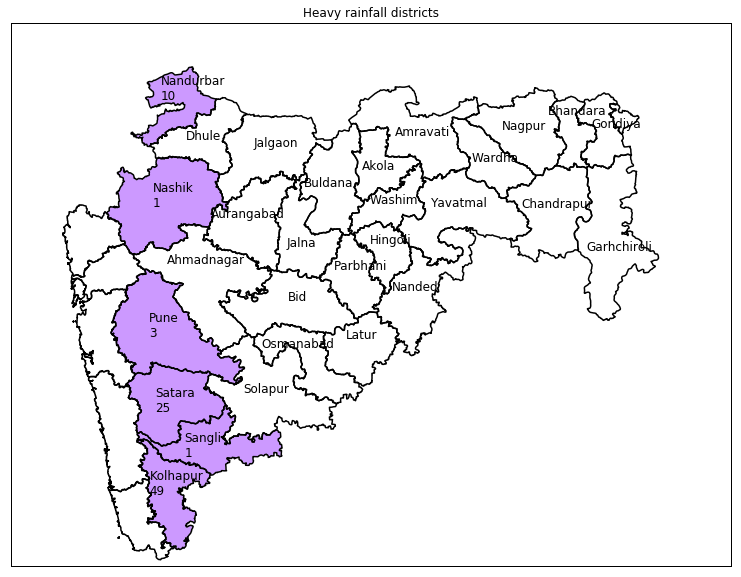 Heavy rainfall districts
Nandurbar
10
Dhule
Jalgaon
Amravati
Nagpur
Bhandara
Gondiya
Akola
Wardha
Buldana
Nashik
1
Washim
Yavatmal
Chandrapur
Aurangabad
Jalna
Hingoli
Garhchiroli
Ahmadnagar
Parbhani
Nanded
Bid
Pune
3
Osmanabad
Latur
Solapur
Satara
25
Sangli
1
Kolhapur
49